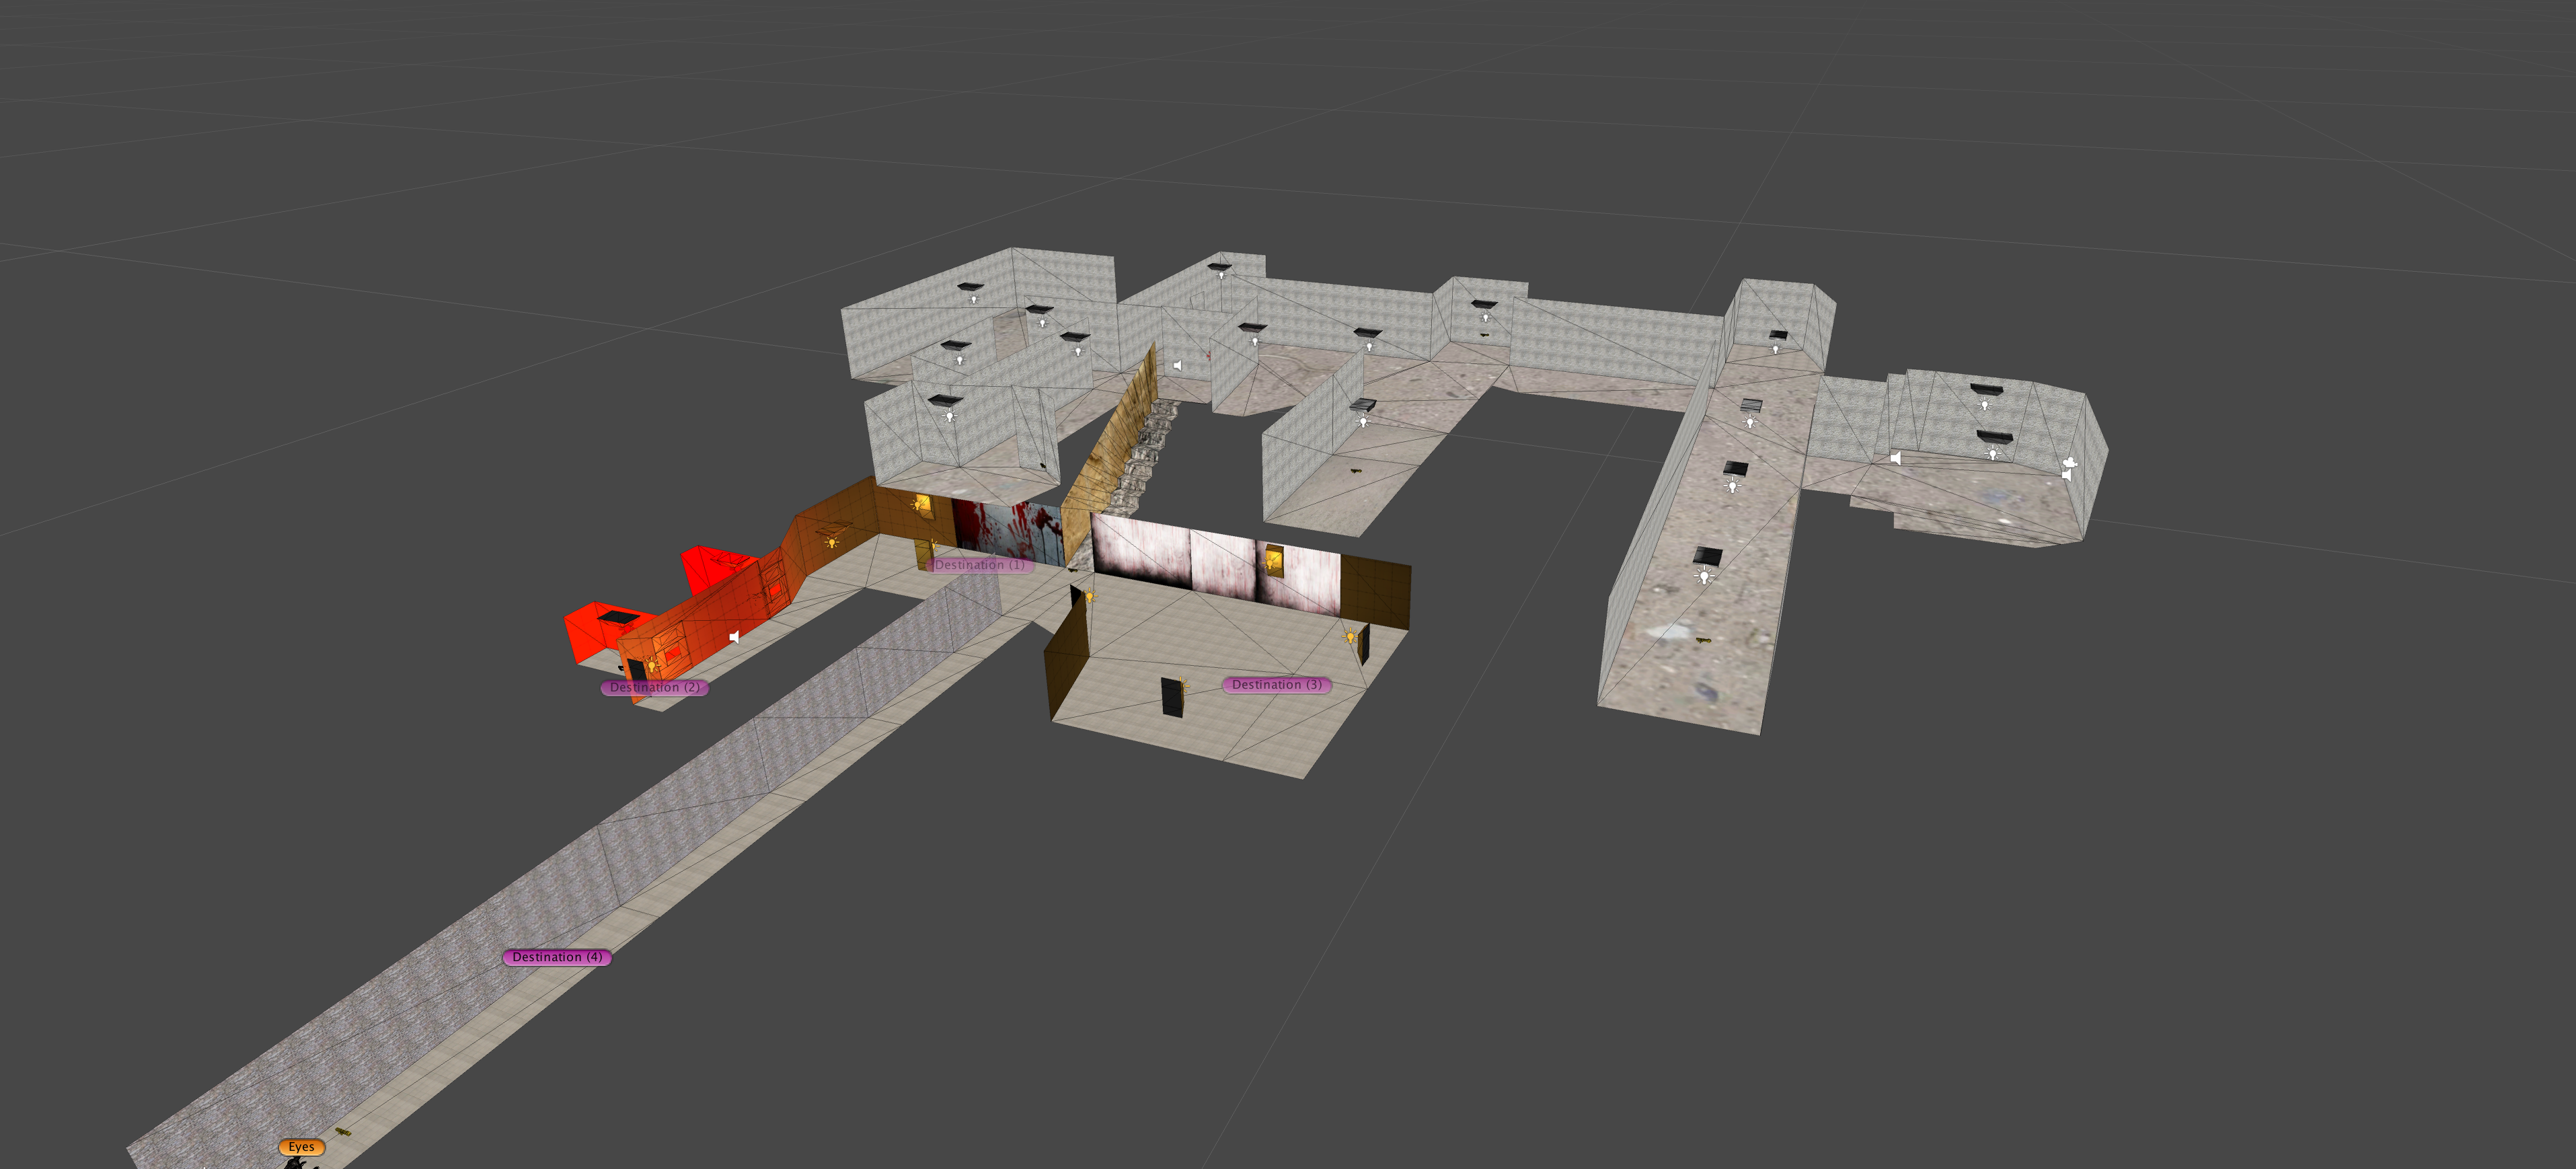 Destination (1)
Destination (2)
Destination (3)
Destination (4)
Eyes